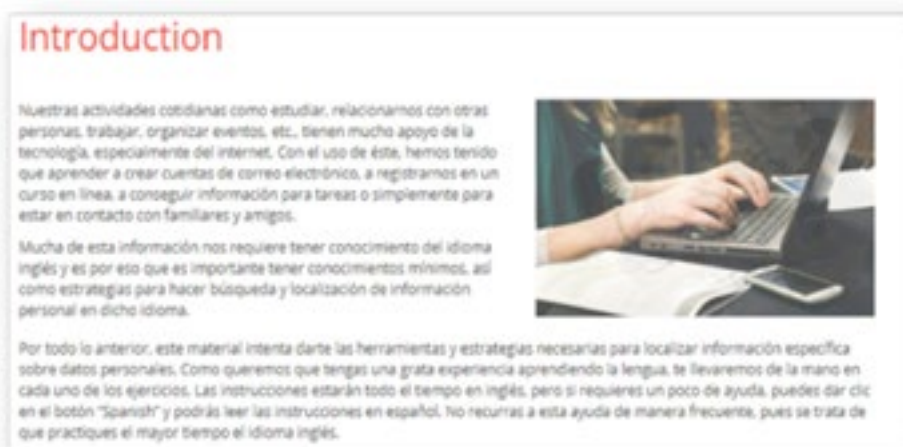 Introduction
Nuestras actividades cotidianas como estudiar, relacionarnos con otras
personas, trabajar, organizar eventos, etc., tienen mucho apoyo de la
tecnología, especialmente del internet. Con el uso de éste, hemos tenido
que aprender a crear cuentas de correo electrónico, a registrarnos en un
curso en línea, a conseguir información para tareas o simplemente para
estar en contacto con familiares y amigos.
Mucha de esta información nos requiere tener conocimiento del idioma
inglés y es por eso que es importante tener conocimientos mínimos, así
como estrategias para hacer búsqueda y localización de información
personal en dicho idioma.
Por todo lo anterior, este material intenta darte las herramientas y estrategias necesarias para localizar información específica
sobre datos personales. Como queremos que tengas una grata experiencia aprendiendo la lengua, te llevaremos de la mano en
cada uno de los ejercicios. Las instrucciones estarán todo el tiempo en inglés, pero si requieres un poco de ayuda, puedes dar clic
en el botón "Spanish" y podrás leer las instrucciones en español. No recurras a esta ayuda de manera frecuente, pues se trata de
que practiques el mayor tiempo el idioma inglés.